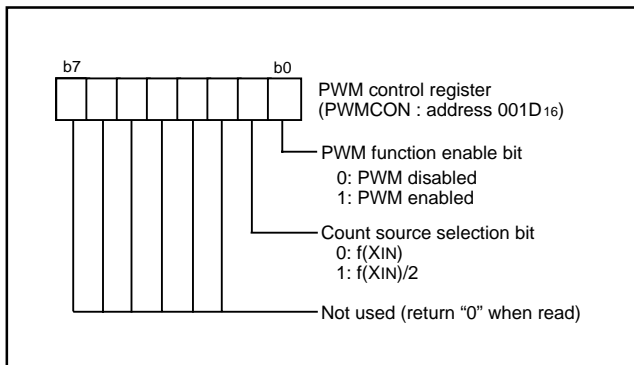 b7 b0
PWM control register
(PWMCON : address 001D16)
PWM function enable bit
0: PWM disabled
1: PWM enabled
Count source selection bit
0: f(XIN)
1: f(XIN)/2
Not used (return “0” when read)